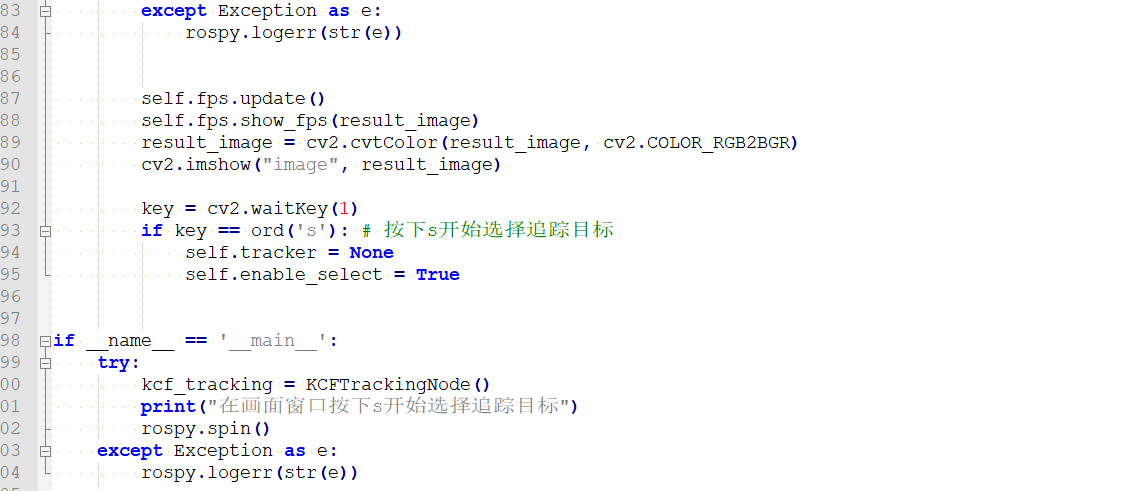 83 except Exception as e:
84 rospy.logerr(str(e))
85
86
87 self.fps.update()
88 self.fps.show_fps(result_image)
89 result_image = cv2.cvtColor(result_image, cv2.COLOR_RGB2BGR)
90 cv2.imshow("image", result_image)
91
92 key = cv2.waitKey(1)
93 if key == ord('s'): # 按下s开始选择追踪目标
94 self.tracker = None
95 self.enable_select = True
96
97
98 if __name__ == '__main__':
99 try:
00 kcf_tracking = KCFTrackingNode()
01 print("在画面窗口按下s开始选择追踪目标")
02 rospy.spin()
03 except Exception as e:
04 rospy.logerr(str(e))